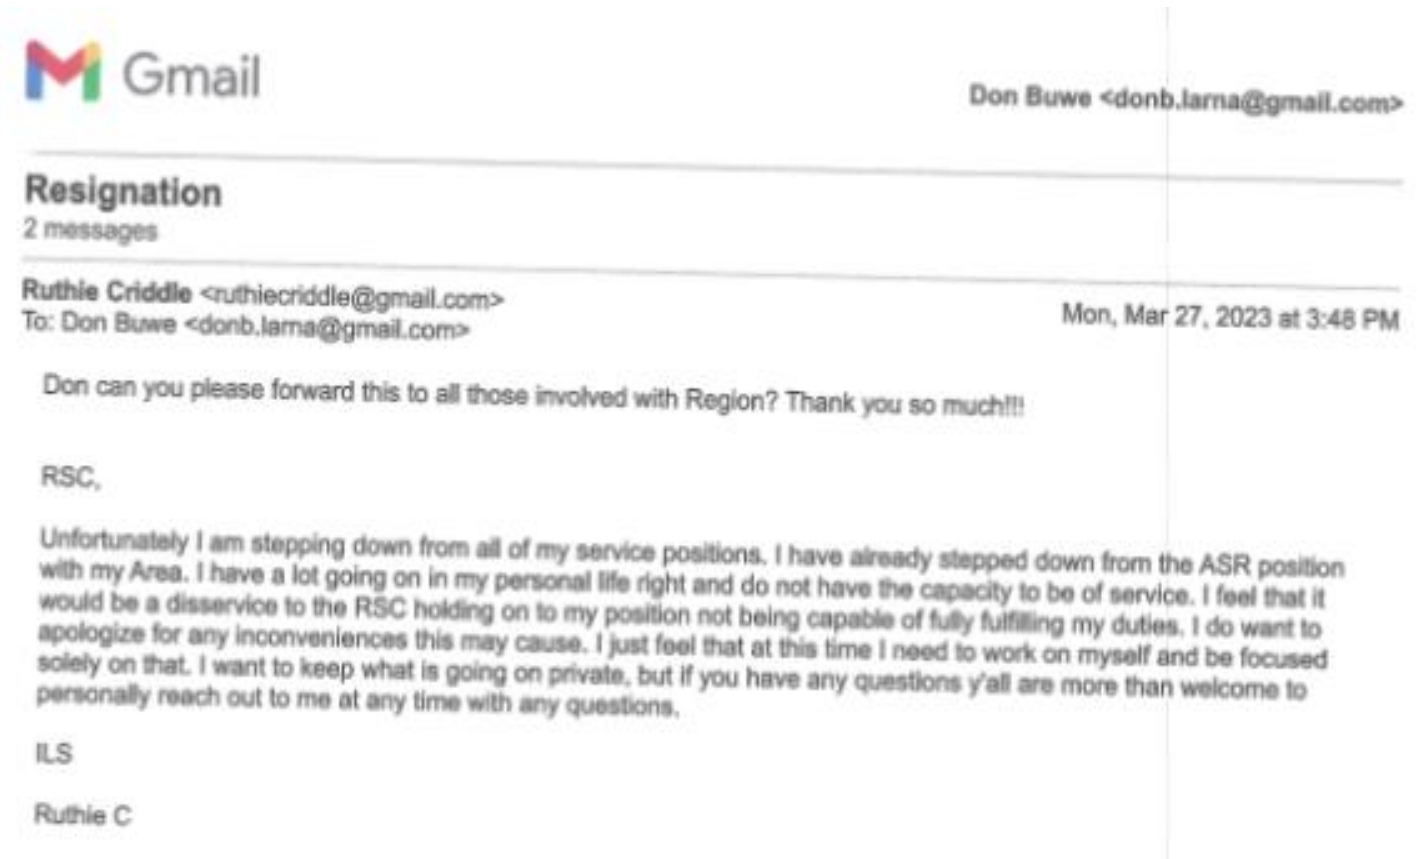 Gmail
Don Buwe <donb.larna@gmail.com>
Resignation
2 messages
Ruthie Criddle <ruthiecriddle@gmail.com>
Mon, Mar 27, 2023 at 3:48 PM
To: Don Buwe <donb.larna@gmail.com>
Don can you please forward this to all those involved with Region? Thank you so much!!!
RSC,
Unfortunately I am stepping down from all of my service positions. I have already stepped down from the ASR position
with my Area. I have a lot going on in my personal life right and do not have the capacity to be of service. I feel that it
would be a disservice to the RSC holding on to my position not being capable of fully fulfilling my duties. I do want to
apologize for any inconveniences this may cause. I just feel that at this time I need to work on myself and be focused
solely on that. I want to keep what is going on private, but if you have any questions y'all are more than welcome to
personally reach out to me at any time with any questions.
ILS
Ruthie C